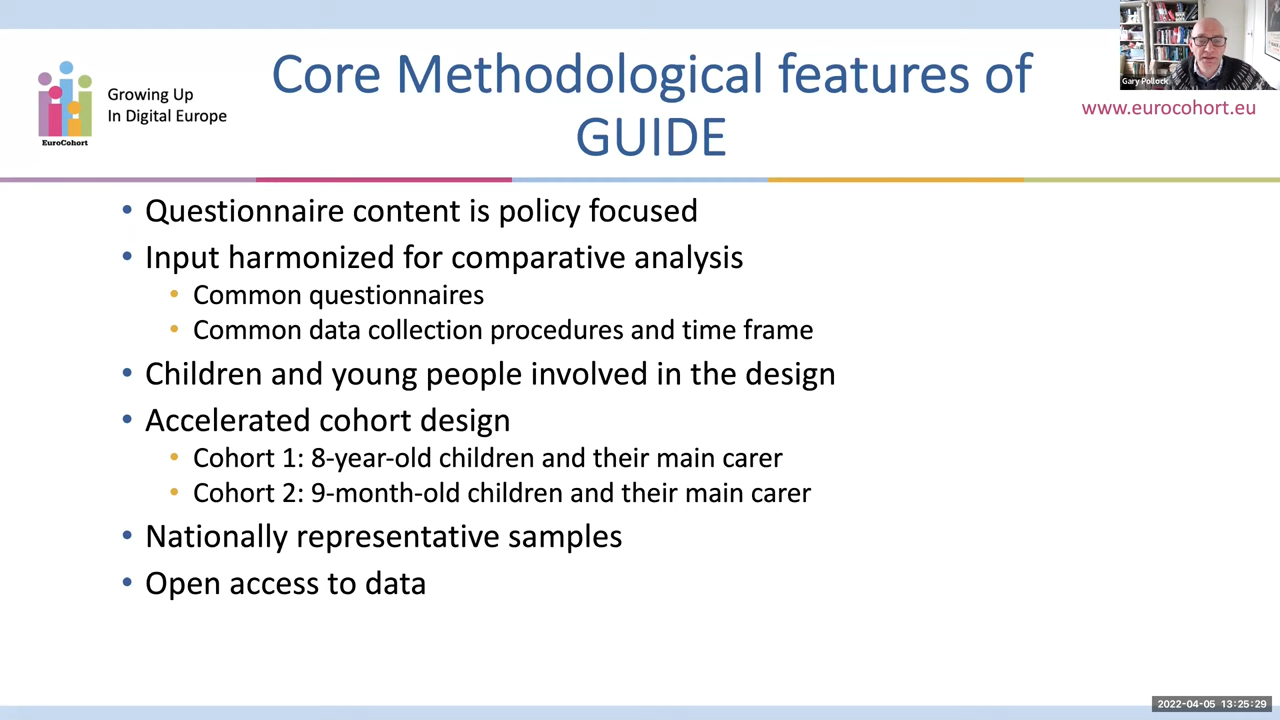 Growing Up
In Digital Europe
EuroCohort
Core Methodological features of
GUIDE
Gary Pollock
www.eurocohort.eu
• Questionnaire content is policy focused
• Input harmonized for comparative analysis
• Common questionnaires
• Common data collection procedures and time frame
• Children and young people involved in the design
• Accelerated cohort design
• Cohort 1: 8-year-old children and their main carer
• Cohort 2: 9-month-old children and their main carer
• Nationally representative samples
• Open access to data
2022-04-05 13:25:29